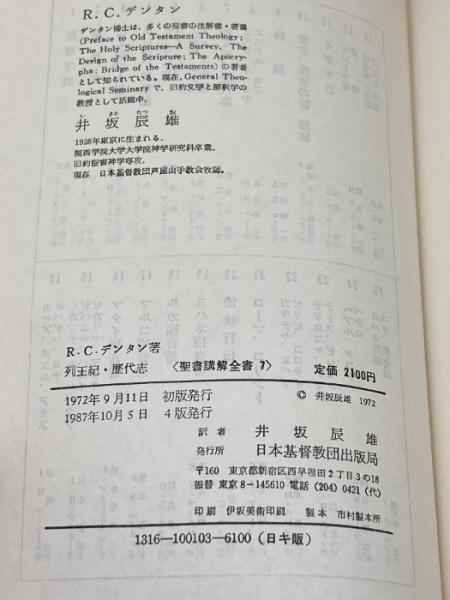 R.C.デンタン
デンタン博士は，多くの聖書の注解書・著書
(Preface to Old Testament Theology;
The Holy Scriptures—A Survey, The
Design of the Scripture; The Apocry-
pha: Bridge of the Testaments) の著者
として知られている。現在，General Theo-
logical Seminary で，旧約文学と解釈学の
教授として活躍中。
井坂辰雄
1928年東京に生まれる．
関西学院大学大学院神学研究科卒業。
旧約聖書神学専攻．
現在　日本基督教団芦屋山手教会牧師。
R.C.デンタン著
列王紀・歴代志　〈聖書講解全書 7〉　定価 2100円
1972年9月11日　初版発行　© 井坂辰雄 1972
1987年10月5日　4版発行
訳者　井坂辰雄
発行所　日本基督教団出版局
〒160　東京都新宿区西早稲田2丁目3の18
振替 東京8—145610 電話(204)0421(代)
印刷　伊坂美術印刷　製本　市村製本所
1316—100103—6100（日キ販）